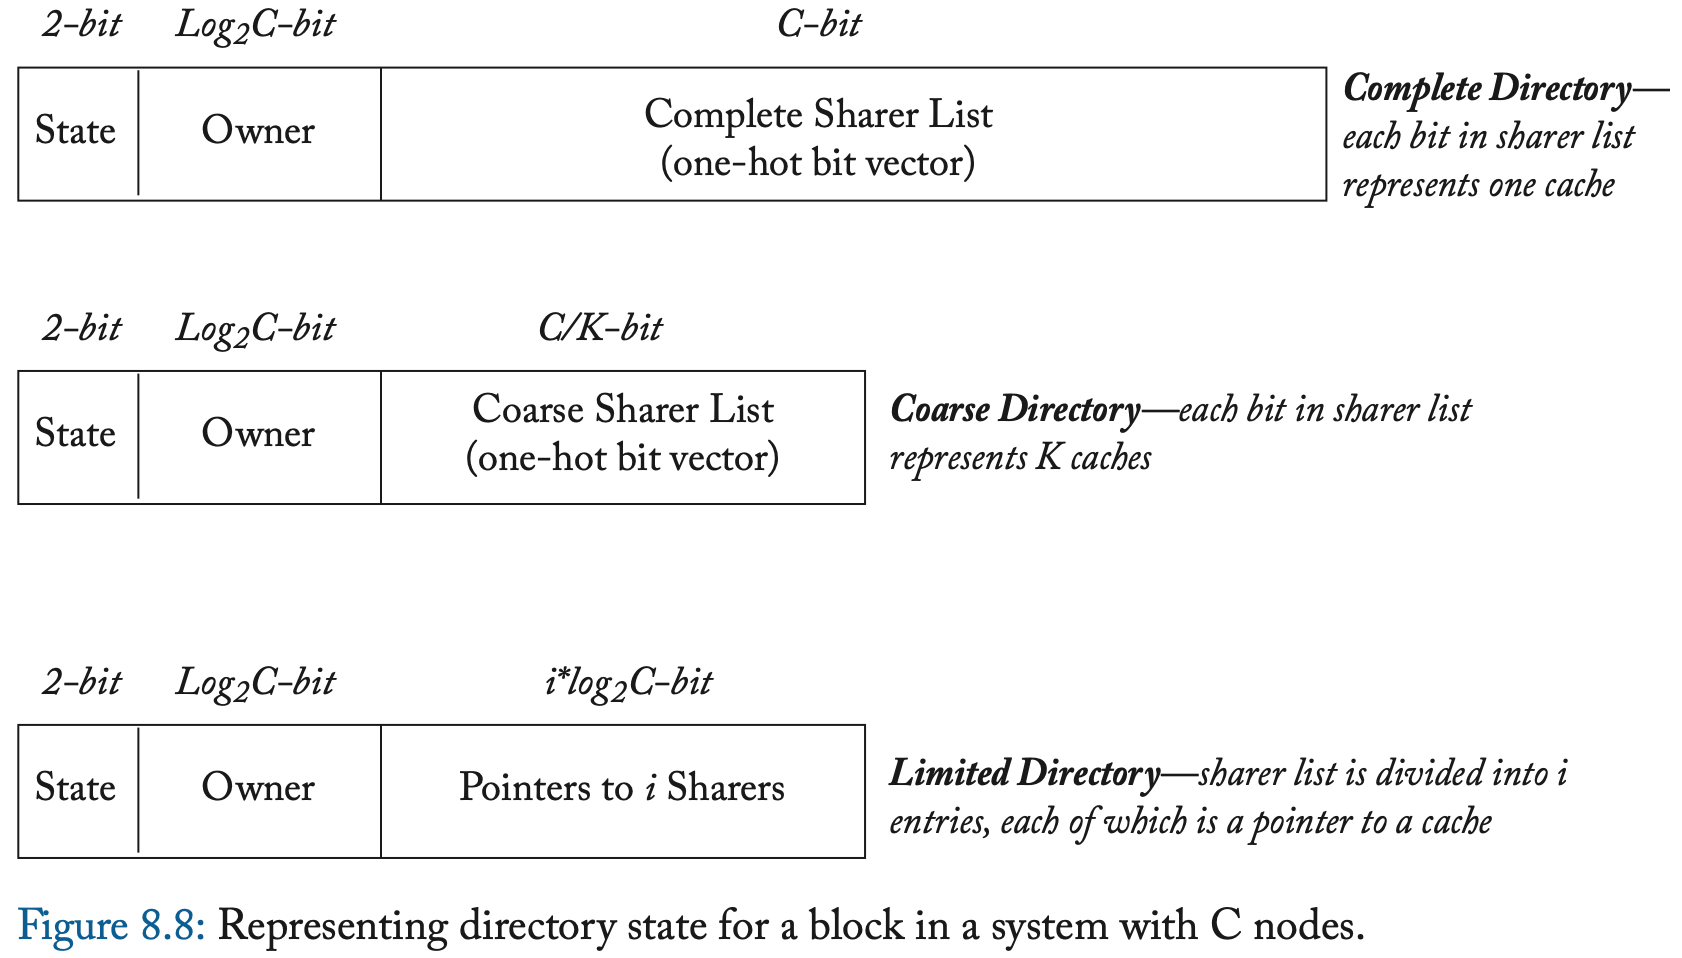 2-bit Log2C-bit C-bit
State Owner Complete Sharer List
(one-hot bit vector)
Complete Directory—
each bit in sharer list
represents one cache
2-bit Log2C-bit C/K-bit
State Owner Coarse Sharer List
(one-hot bit vector)
Coarse Directory—each bit in sharer list
represents K caches
2-bit Log2C-bit i*log2C-bit
State Owner Pointers to i Sharers
Limited Directory—sharer list is divided into i
entries, each of which is a pointer to a cache
Figure 8.8: Representing directory state for a block in a system with C nodes.